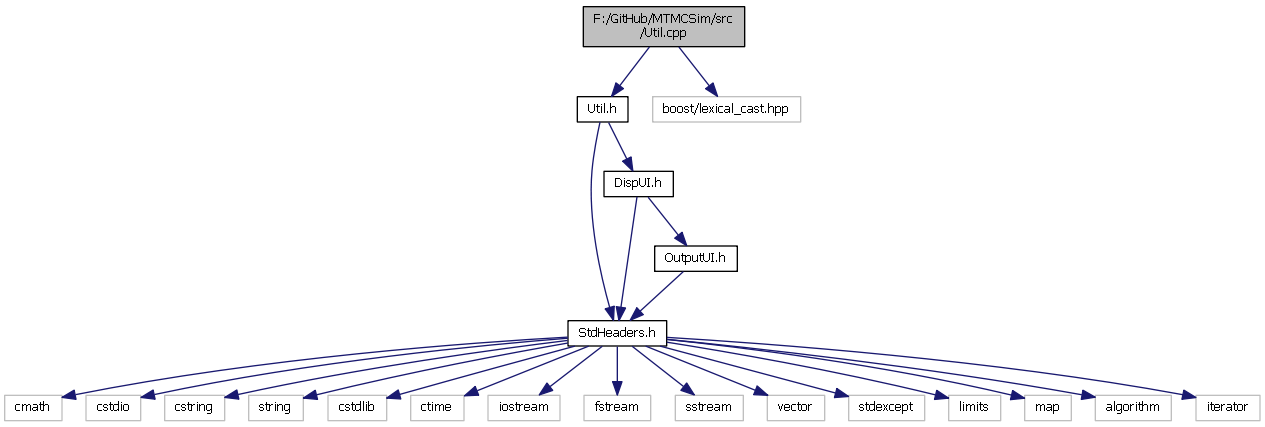 F:/GitHub/MTMCSim/src
/Util.cpp
Util.h
boost/lexical_cast.hpp
DispUI.h
OutputUI.h
StdHeaders.h
cmath
cstdio
cstring
string
cstdlib
ctime
iostream
fstream
sstream
vector
stdexcept
limits
map
algorithm
iterator